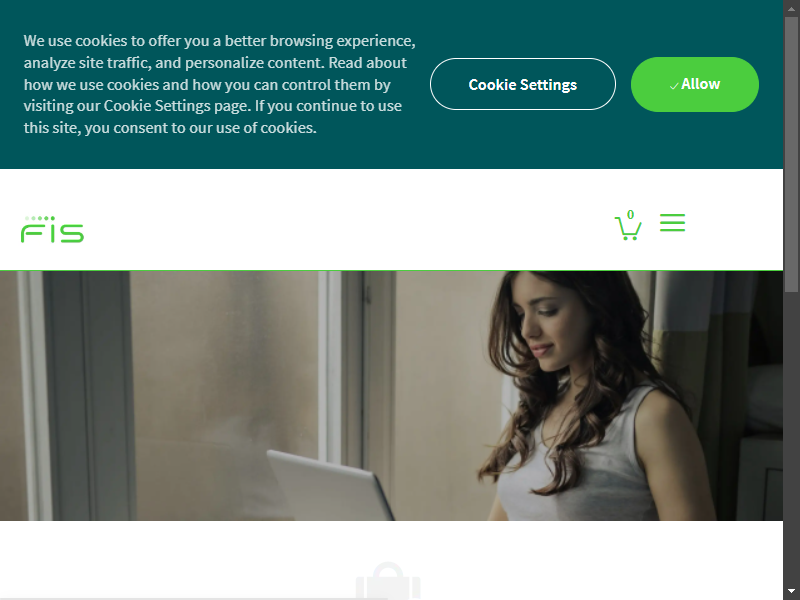 We use cookies to offer you a better browsing experience,
analyze site traffic, and personalize content. Read about
how we use cookies and how you can control them by
visiting our Cookie Settings page. If you continue to use
this site, you consent to our use of cookies.
Cookie Settings
Allow
FIS
0